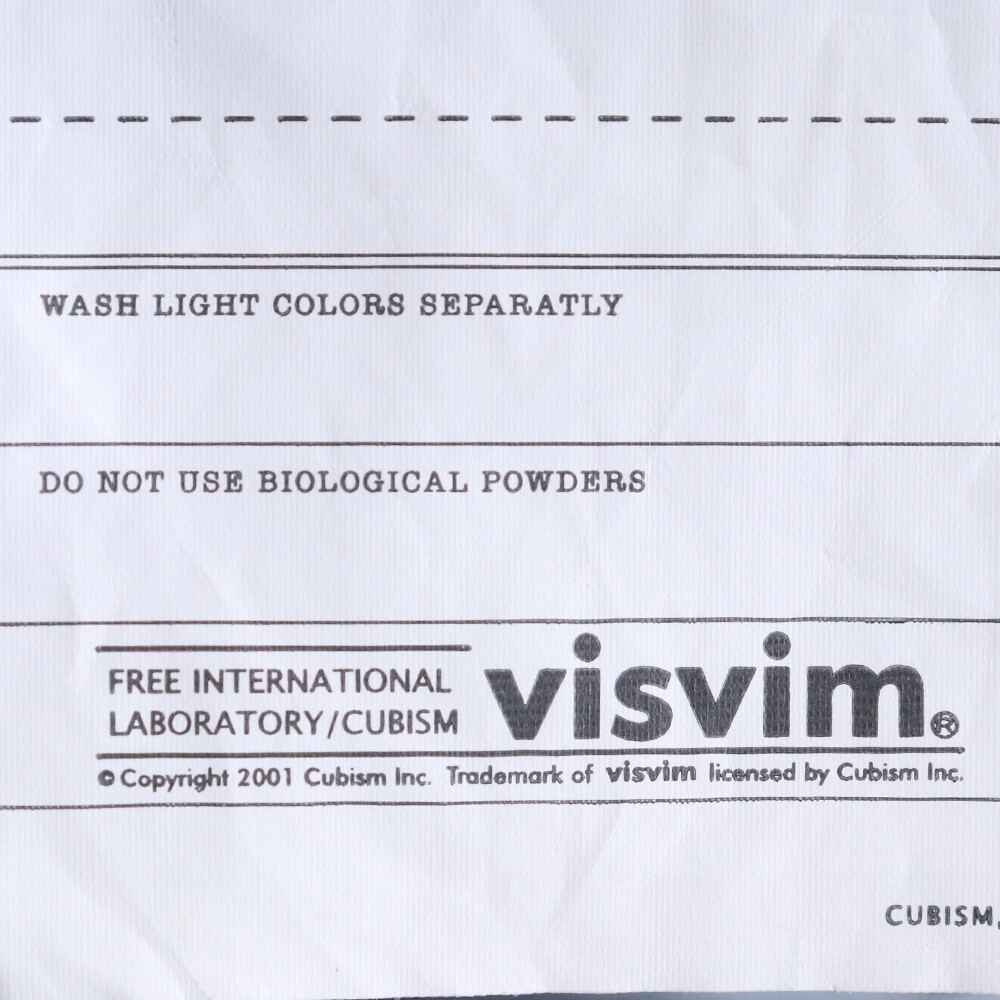 WASH LIGHT COLORS SEPARATLY
DO NOT USE BIOLOGICAL POWDERS
FREE INTERNATIONAL
LABORATORY/CUBISM
visvim®
© Copyright 2001 Cubism Inc. Trademark of visvim licensed by Cubism Inc.
CUBISM,